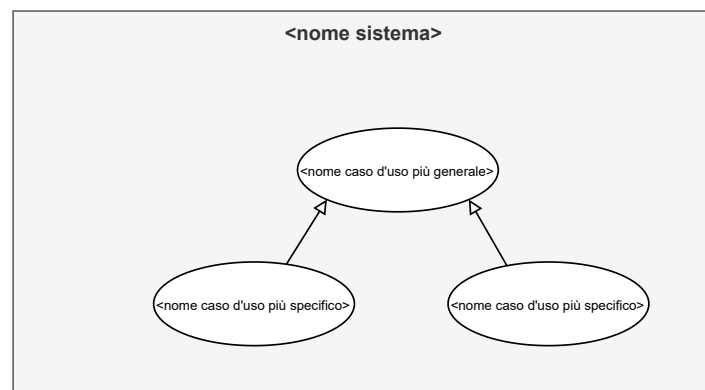 <nome sistema>
<nome caso d'uso più generale>
<nome caso d'uso più specifico>
<nome caso d'uso più specifico>